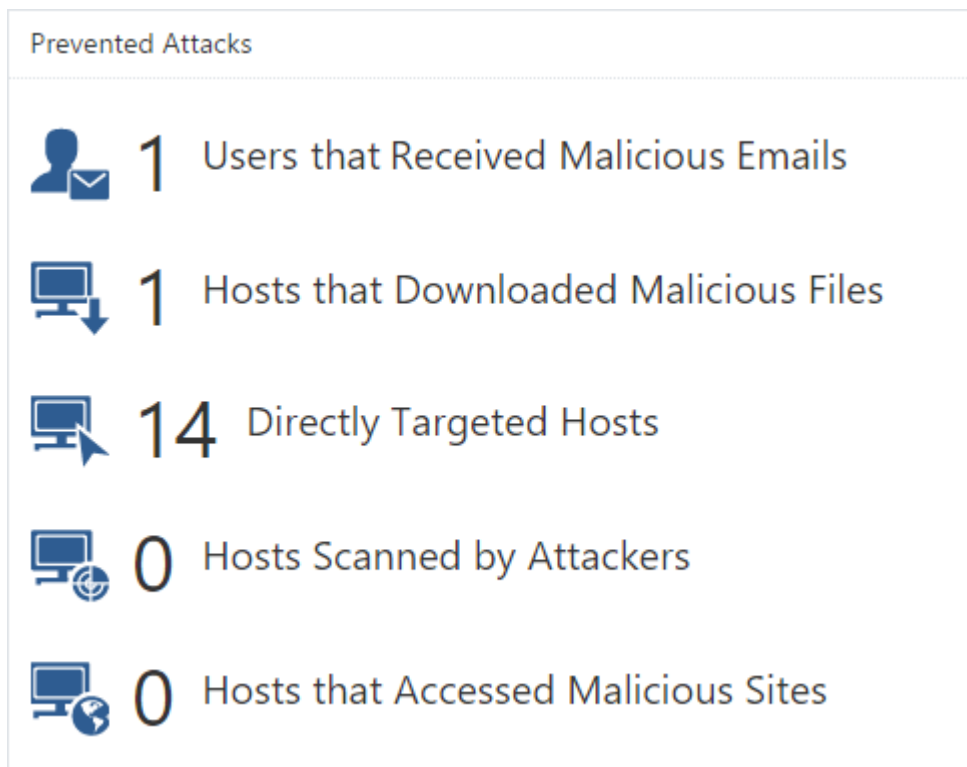 Prevented Attacks
1 Users that Received Malicious Emails
1 Hosts that Downloaded Malicious Files
14 Directly Targeted Hosts
0 Hosts Scanned by Attackers
0 Hosts that Accessed Malicious Sites